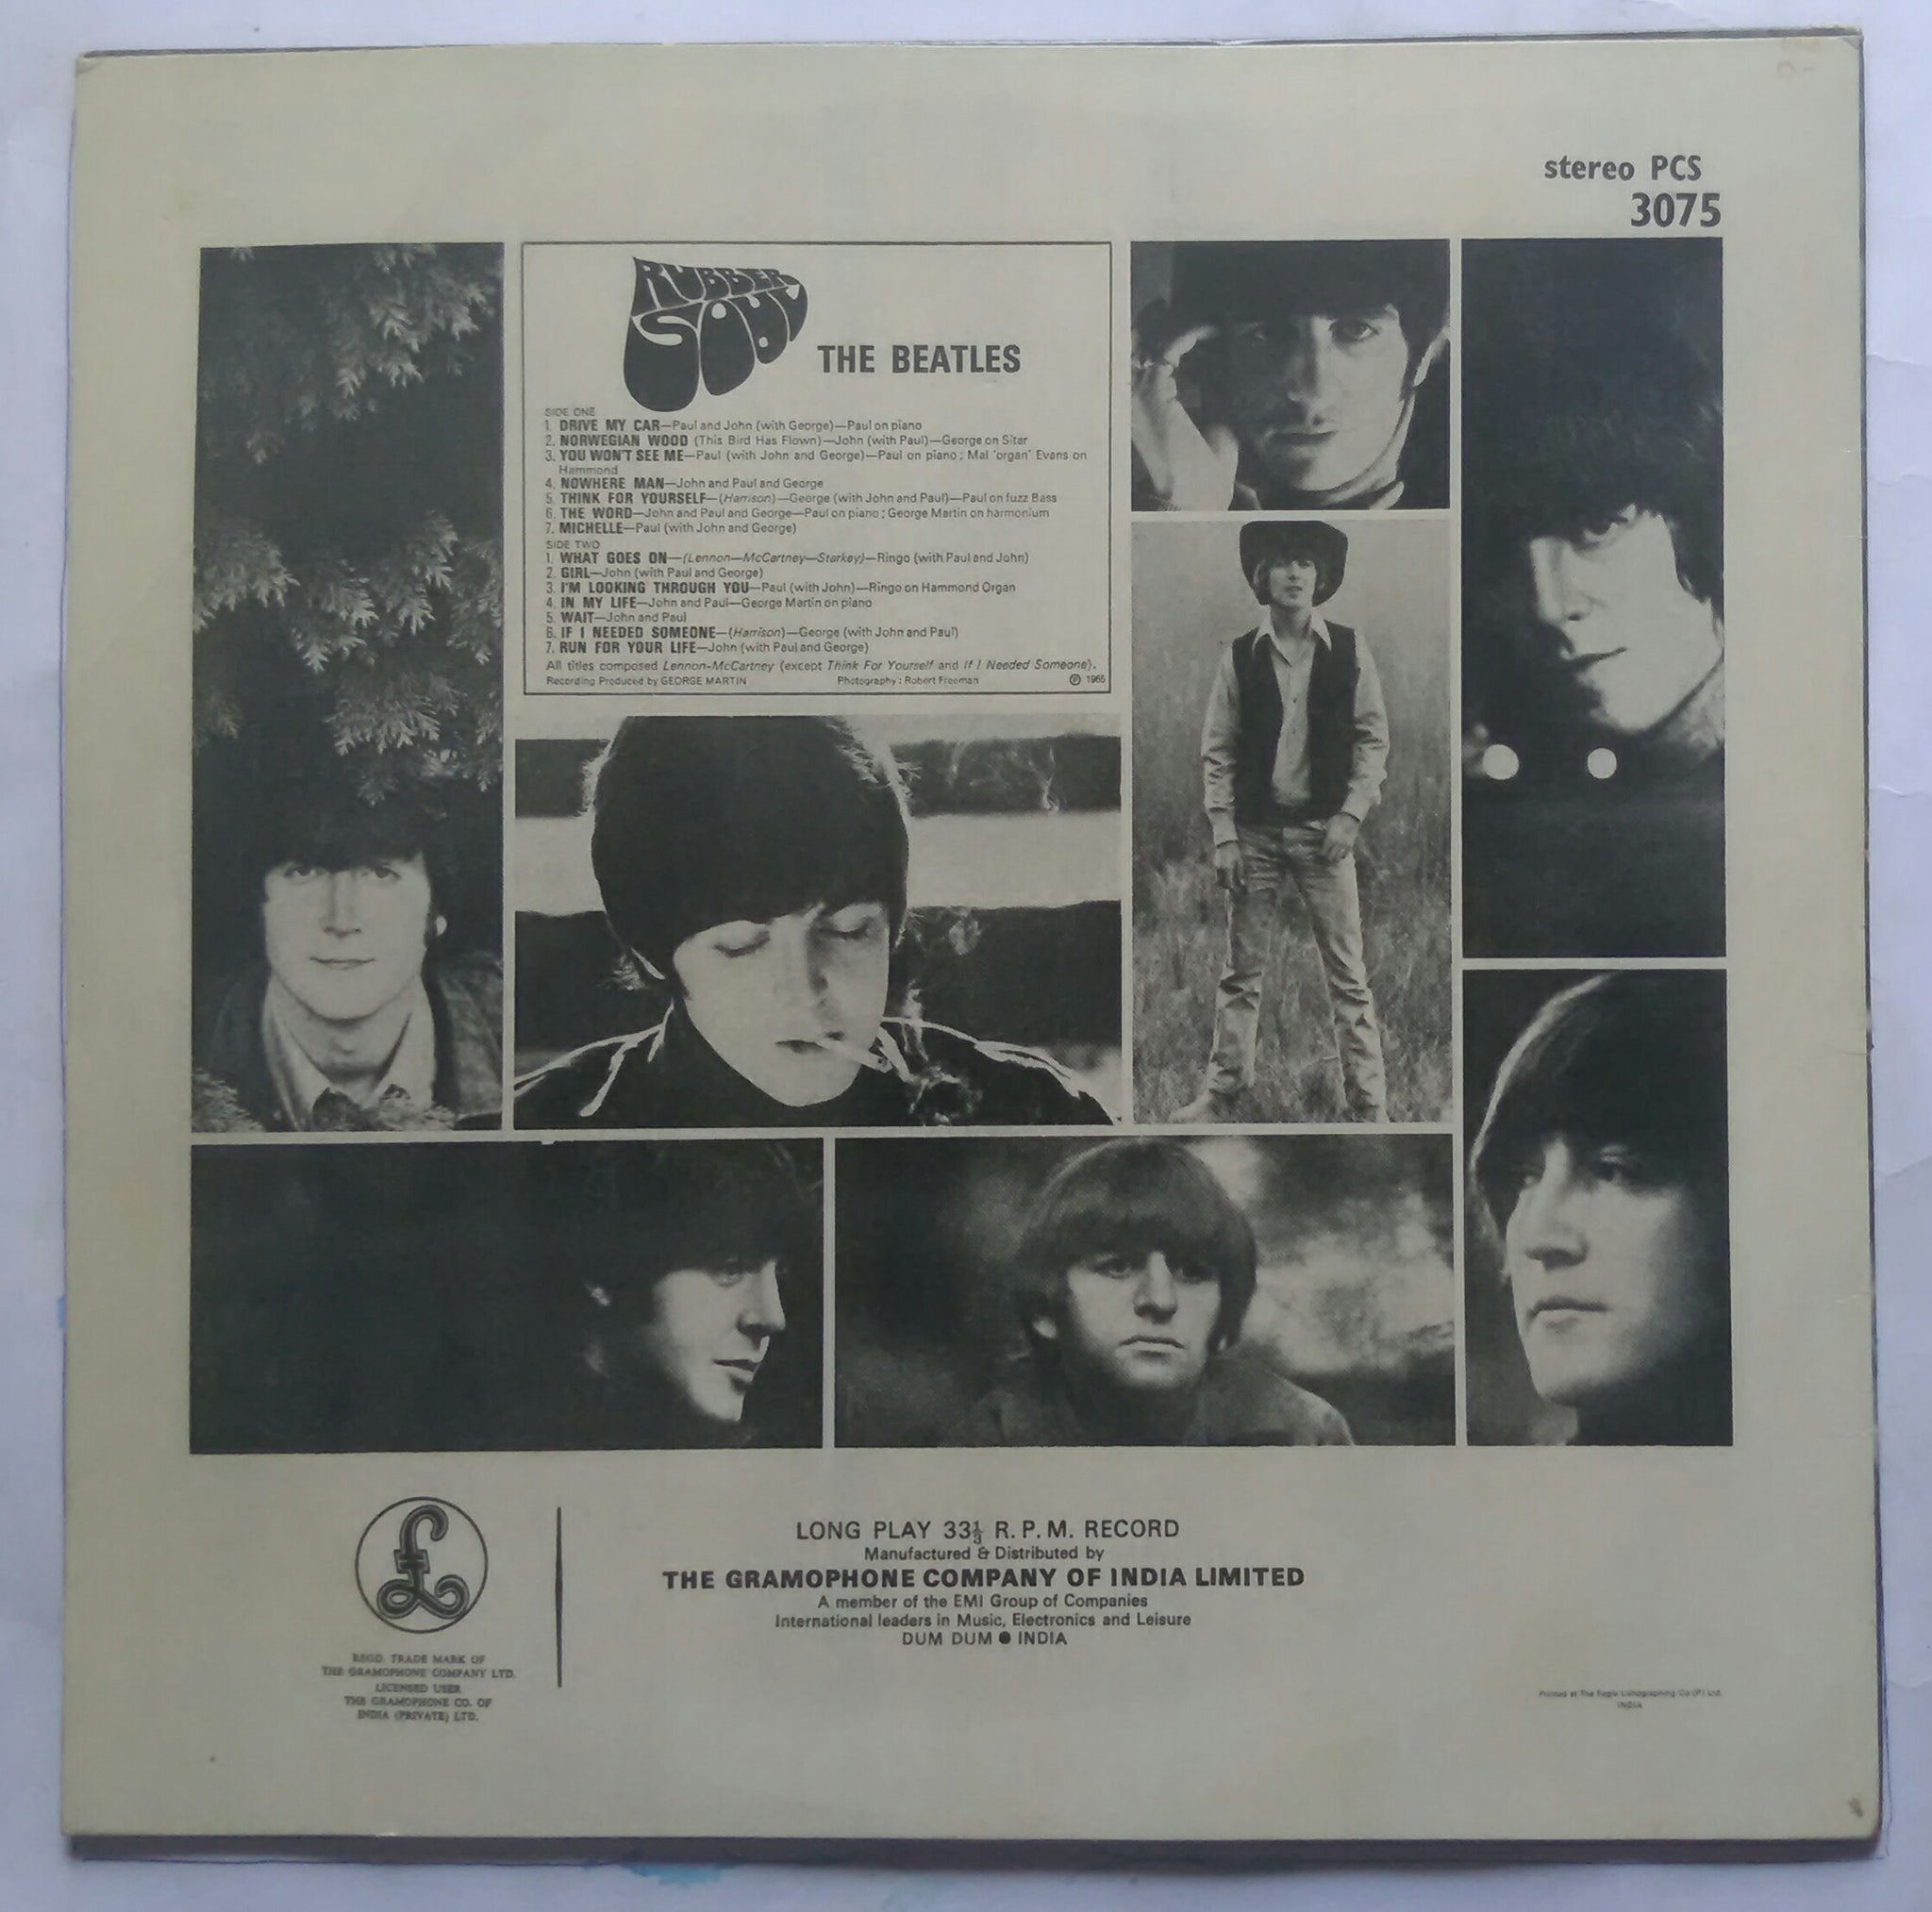 stereo PCS
3075
RUBBER
SOUL
THE BEATLES
SIDE ONE
1. DRIVE MY CAR—Paul and John (with George)—Paul on piano
2. NORWEGIAN WOOD (This Bird Has Flown)—John (with Paul)—George on Sitar
3. YOU WON'T SEE ME—Paul (with John and George)—Paul on piano; Mal 'organ' Evans on
Hammond
4. NOWHERE MAN—John and Paul and George
5. THINK FOR YOURSELF—(Harrison)—George (with John and Paul)—Paul on fuzz Bass
6. THE WORD—John and Paul and George—Paul on piano; George Martin on harmonium
7. MICHELLE—Paul (with John and George)
SIDE TWO
1. WHAT GOES ON—(Lennon—McCartney—Starkey)—Ringo (with Paul and John)
2. GIRL—John (with Paul and George)
3. I'M LOOKING THROUGH YOU—Paul (with John)—Ringo on Hammond Organ
4. IN MY LIFE—John and Paul—George Martin on piano
5. WAIT—John and Paul
6. IF I NEEDED SOMEONE—(Harrison)—George (with John and Paul)
7. RUN FOR YOUR LIFE—John (with Paul and George)
All titles composed Lennon-McCartney (except Think For Yourself and If I Needed Someone).
Recording Produced by GEORGE MARTIN Photography: Robert Freeman ℗ 1965
£
REGD. TRADE MARK OF
THE GRAMOPHONE COMPANY LTD.
LICENSED USER
THE GRAMOPHONE CO. OF
INDIA (PRIVATE) LTD.
LONG PLAY 33⅓ R.P.M. RECORD
Manufactured & Distributed by
THE GRAMOPHONE COMPANY OF INDIA LIMITED
A member of the EMI Group of Companies
International leaders in Music, Electronics and Leisure
DUM DUM ● INDIA
Printed at The Eagle Lithographing Co (P) Ltd.
INDIA